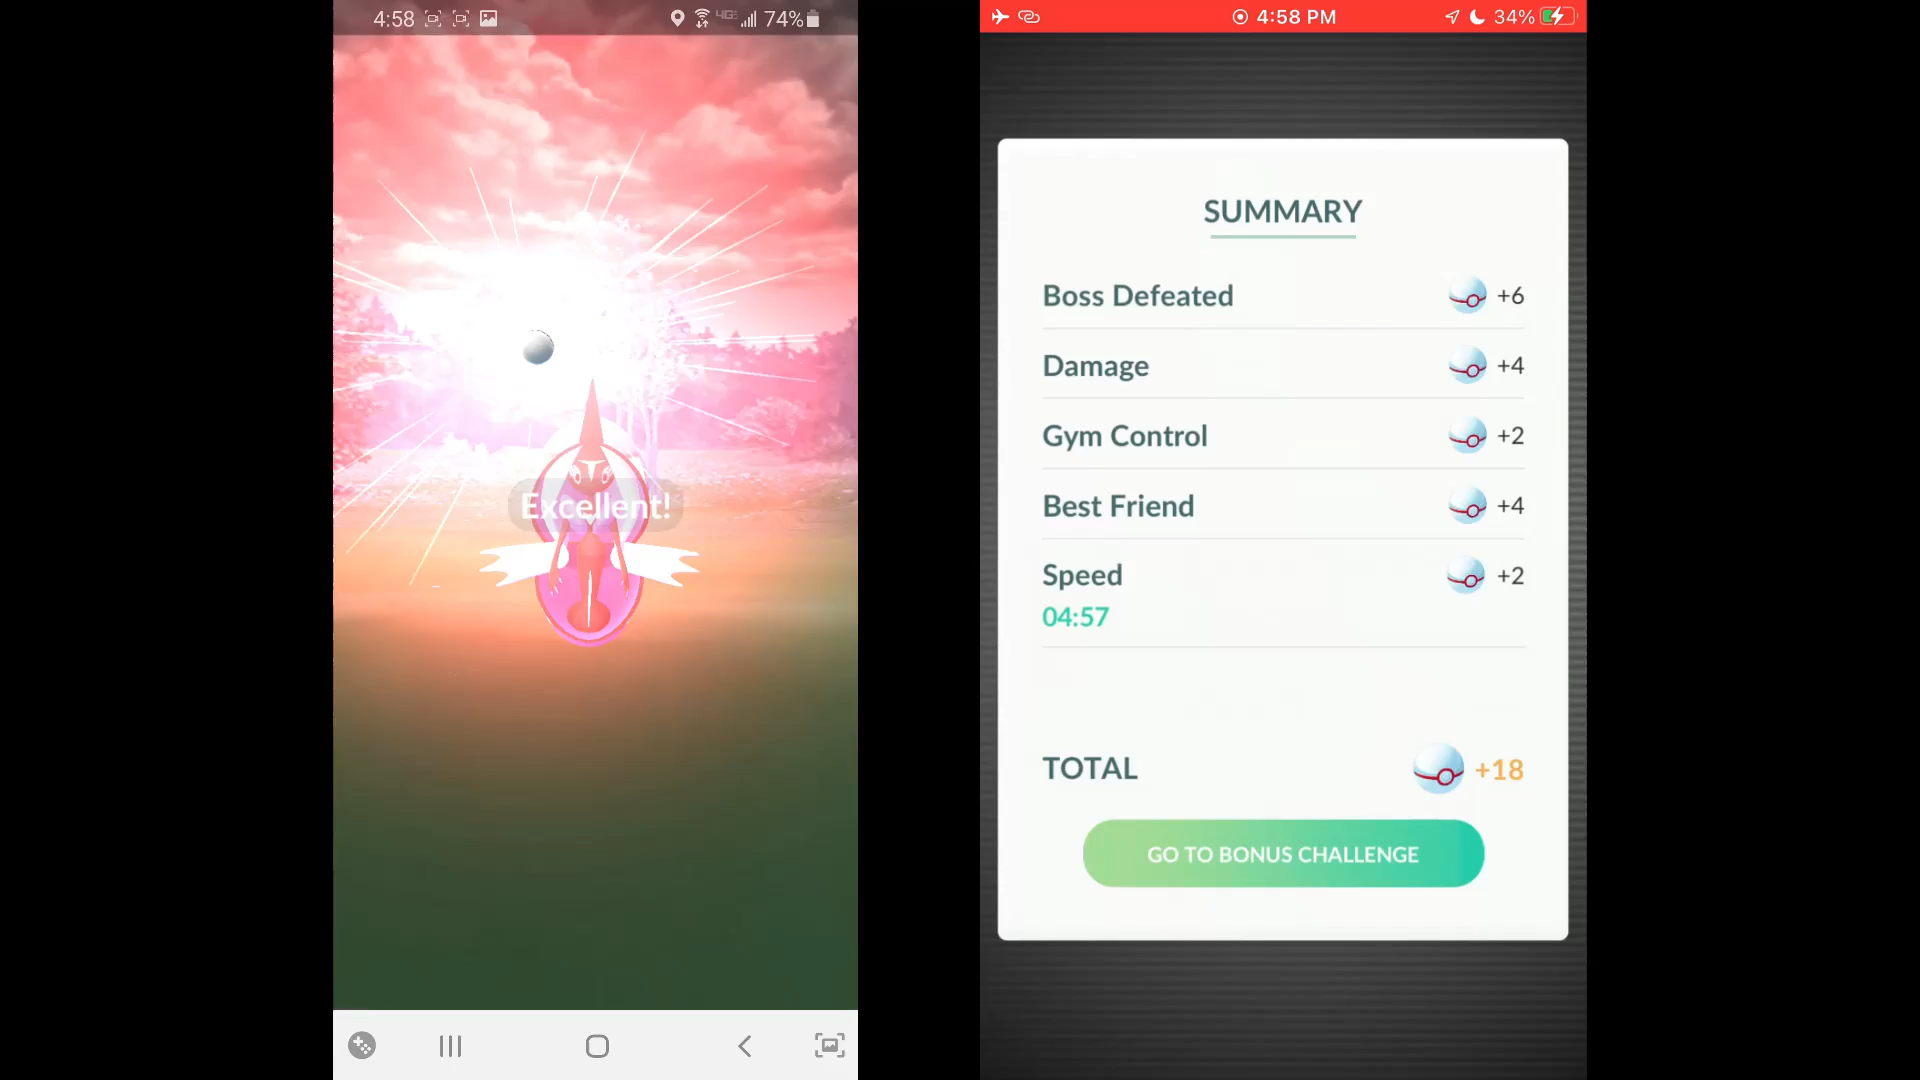 4:58
74%
Excellent!
4:58 PM
34%
SUMMARY
Boss Defeated +6
Damage +4
Gym Control +2
Best Friend +4
Speed +2
04:57
TOTAL +18
GO TO BONUS CHALLENGE